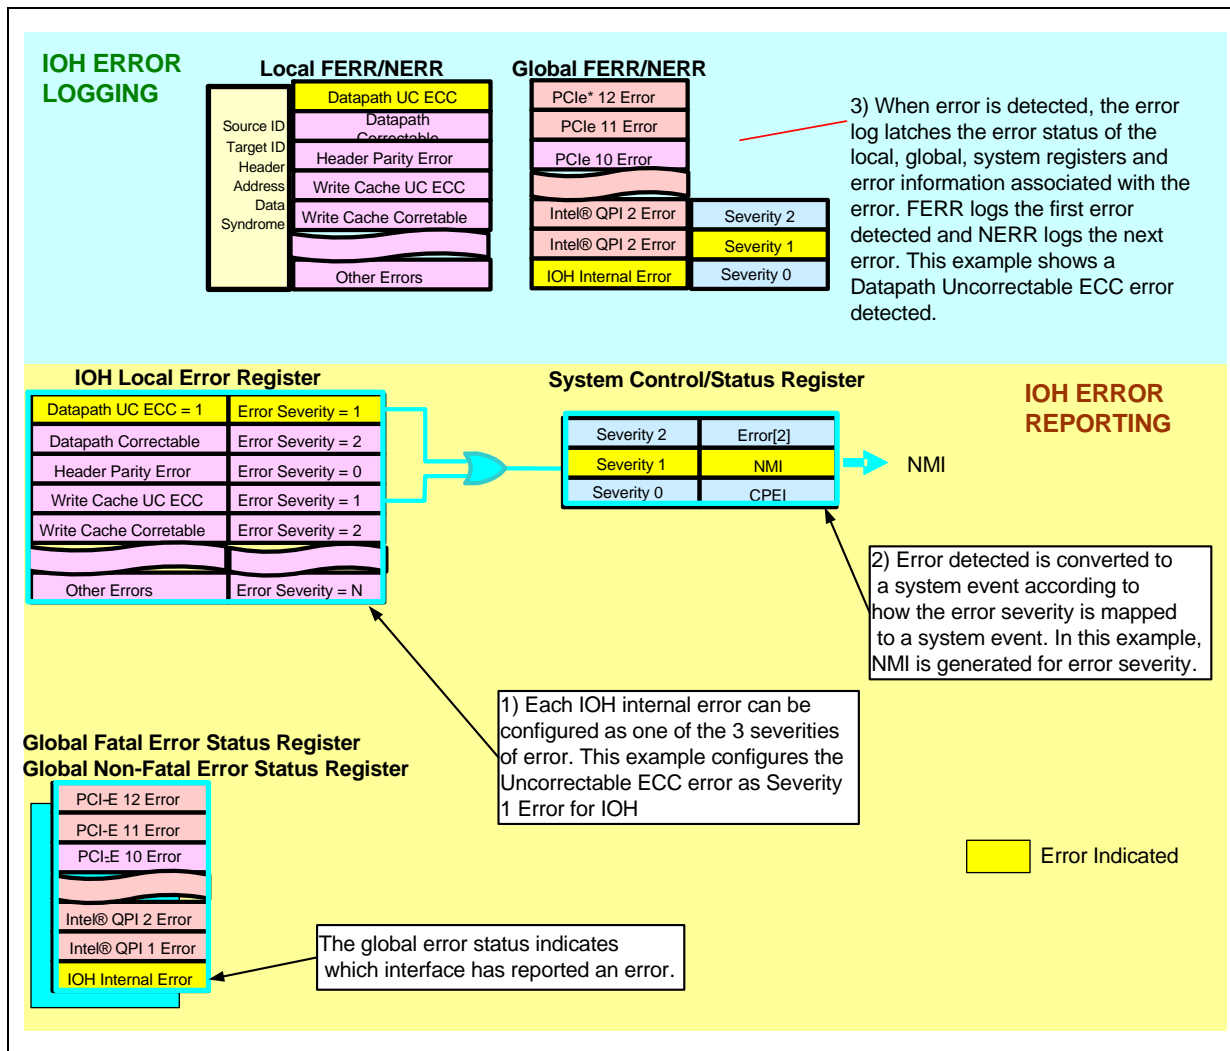 IOH ERROR
LOGGING
Local FERR/NERR
Source ID
Target ID
Header
Address
Data
Syndrome
Datapath UC ECC
Datapath
Correctable
Header Parity Error
Write Cache UC ECC
Write Cache Corretable
Other Errors
Global FERR/NERR
PCIe* 12 Error
PCIe 11 Error
PCIe 10 Error
Intel® QPI 2 Error
Intel® QPI 2 Error
IOH Internal Error
Severity 2
Severity 1
Severity 0
3) When error is detected, the error
log latches the error status of the
local, global, system registers and
error information associated with the
error. FERR logs the first error
detected and NERR logs the next
error. This example shows a
Datapath Uncorrectable ECC error
detected.
IOH Local Error Register
Datapath UC ECC = 1 Error Severity = 1
Datapath Correctable Error Severity = 2
Header Parity Error Error Severity = 0
Write Cache UC ECC Error Severity = 1
Write Cache Corretable Error Severity = 2
Other Errors Error Severity = N
System Control/Status Register
Severity 2 Error[2]
Severity 1 NMI
Severity 0 CPEI
NMI
IOH ERROR
REPORTING
2) Error detected is converted to
a system event according to
how the error severity is mapped
to a system event. In this example,
NMI is generated for error severity.
1) Each IOH internal error can be
configured as one of the 3 severities
of error. This example configures the
Uncorrectable ECC error as Severity
1 Error for IOH
Global Fatal Error Status Register
Global Non-Fatal Error Status Register
PCI-E 12 Error
PCI-E 11 Error
PCI-E 10 Error
Intel® QPI 2 Error
Intel® QPI 1 Error
IOH Internal Error
The global error status indicates
which interface has reported an error.
Error Indicated